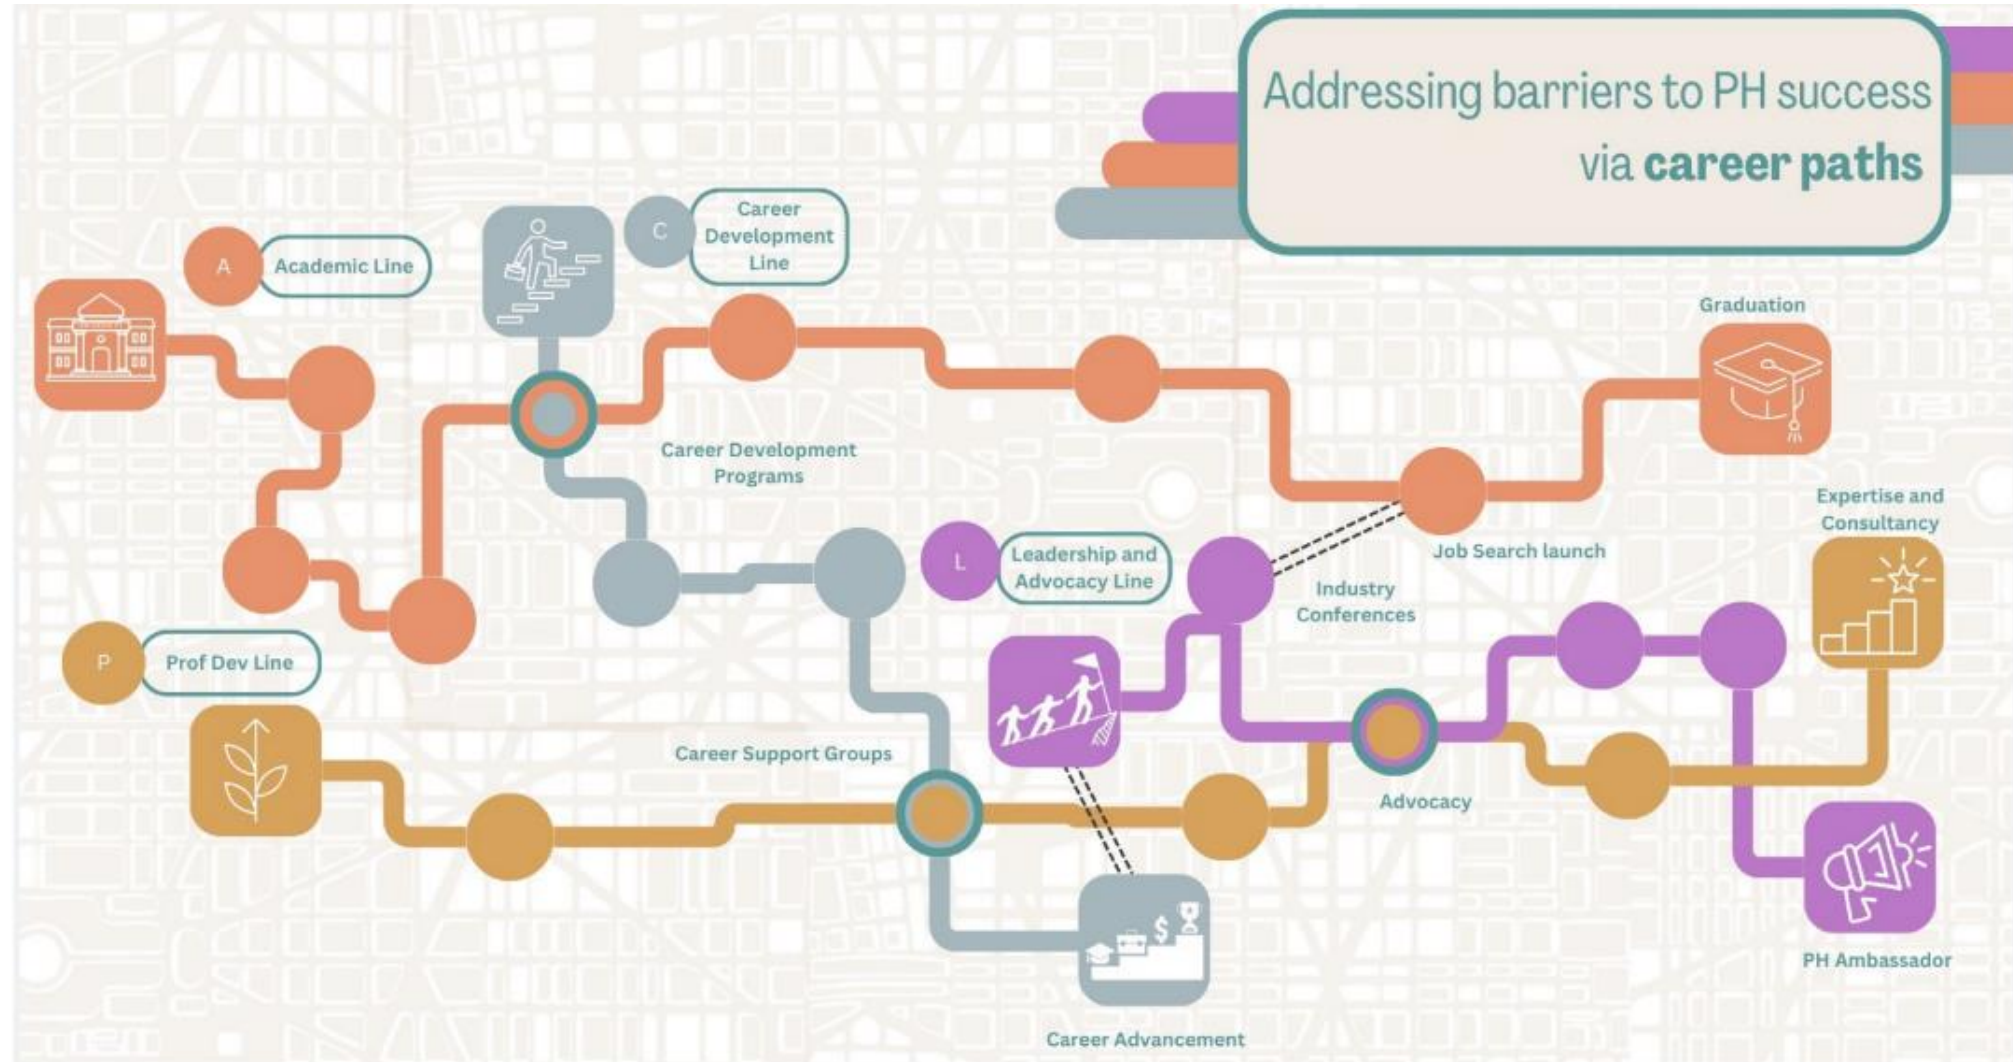 Addressing barriers to PH success
via career paths
A
Academic Line
C
Career
Development
Line
Graduation
Career Development
Programs
Expertise and
Consultancy
L
Leadership and
Advocacy Line
Job Search launch
Industry
Conferences
P
Prof Dev Line
Career Support Groups
Advocacy
$
PH Ambassador
Career Advancement